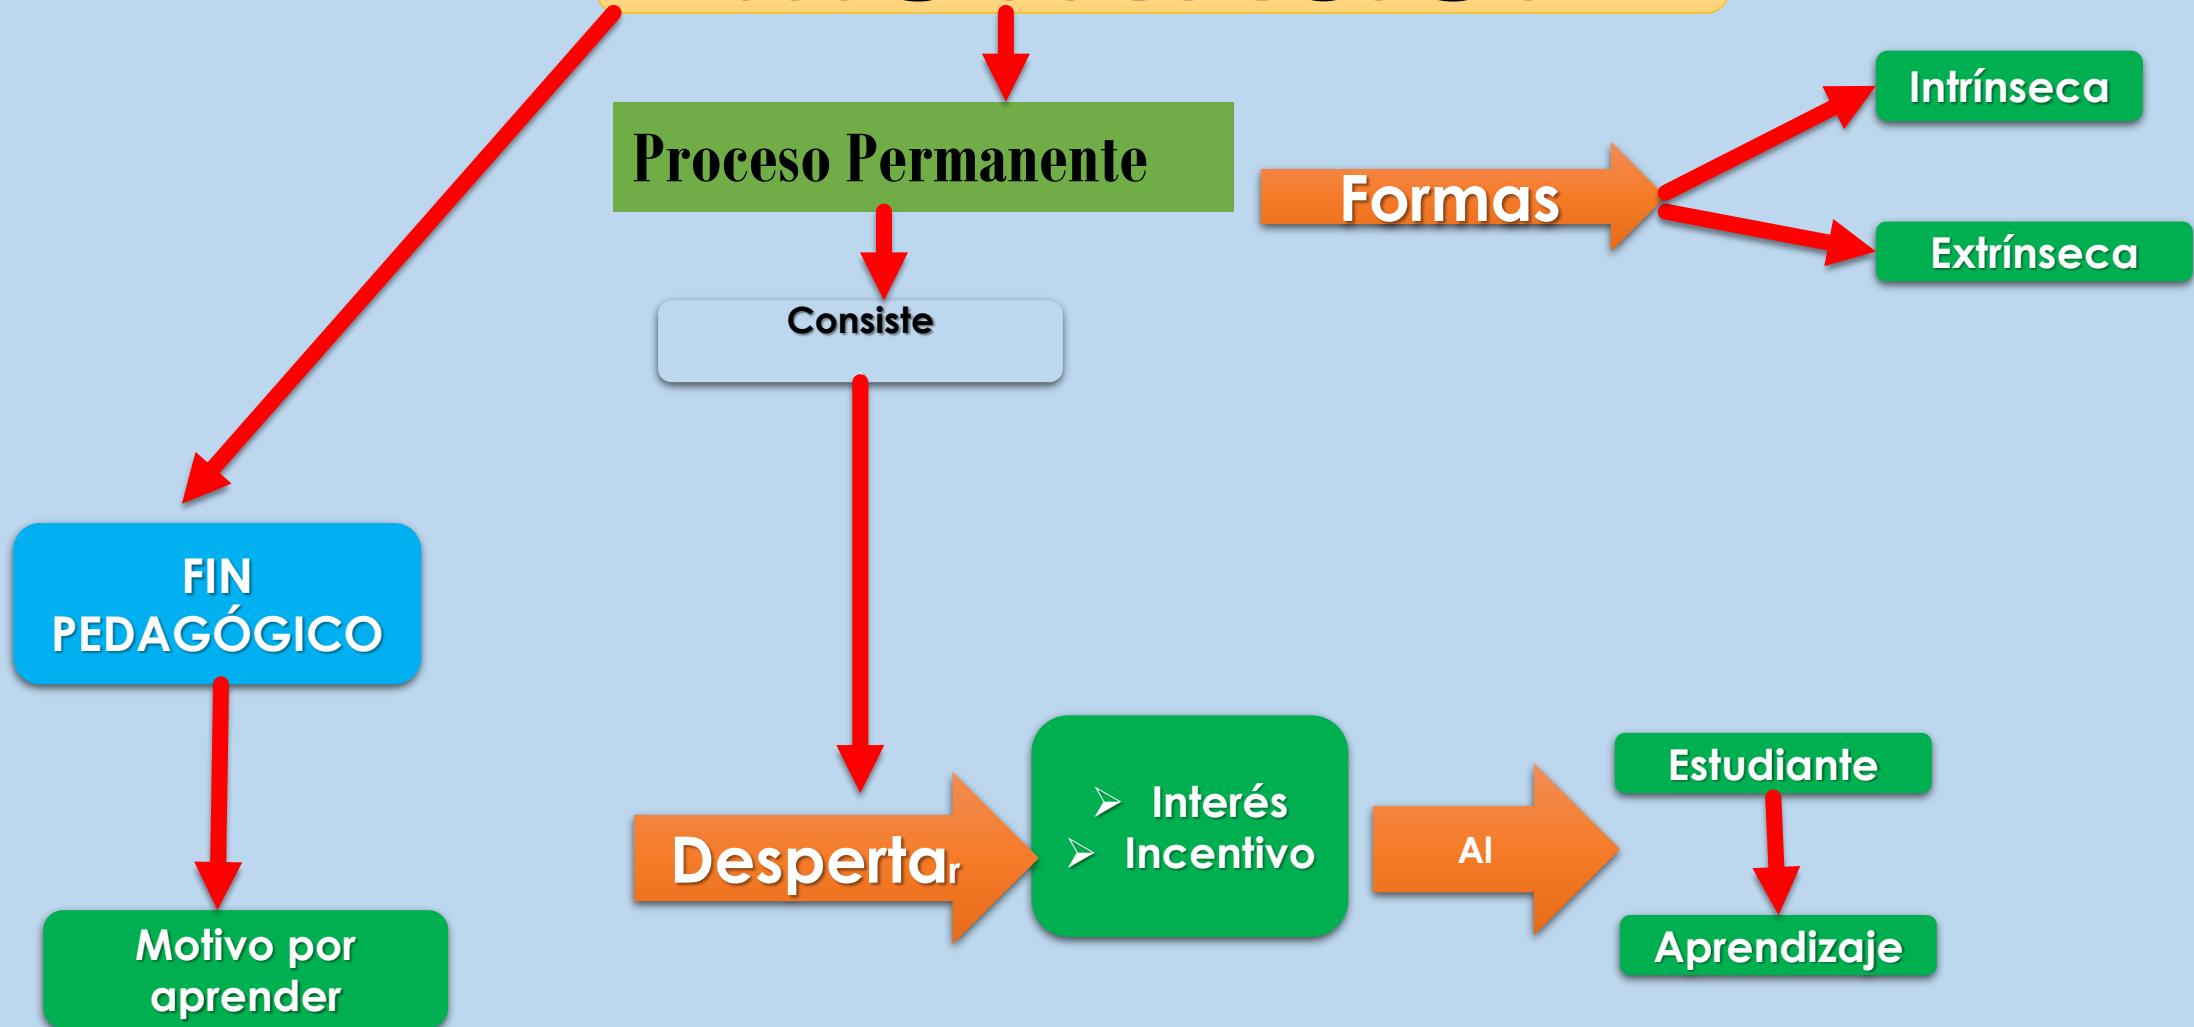 Proceso Permanente
Formas
Intrínseca
Extrínseca
Consiste
FIN
PEDAGÓGICO
Motivo por
aprender
Despertar
➢ Interés
➢ Incentivo
Al
Estudiante
Aprendizaje